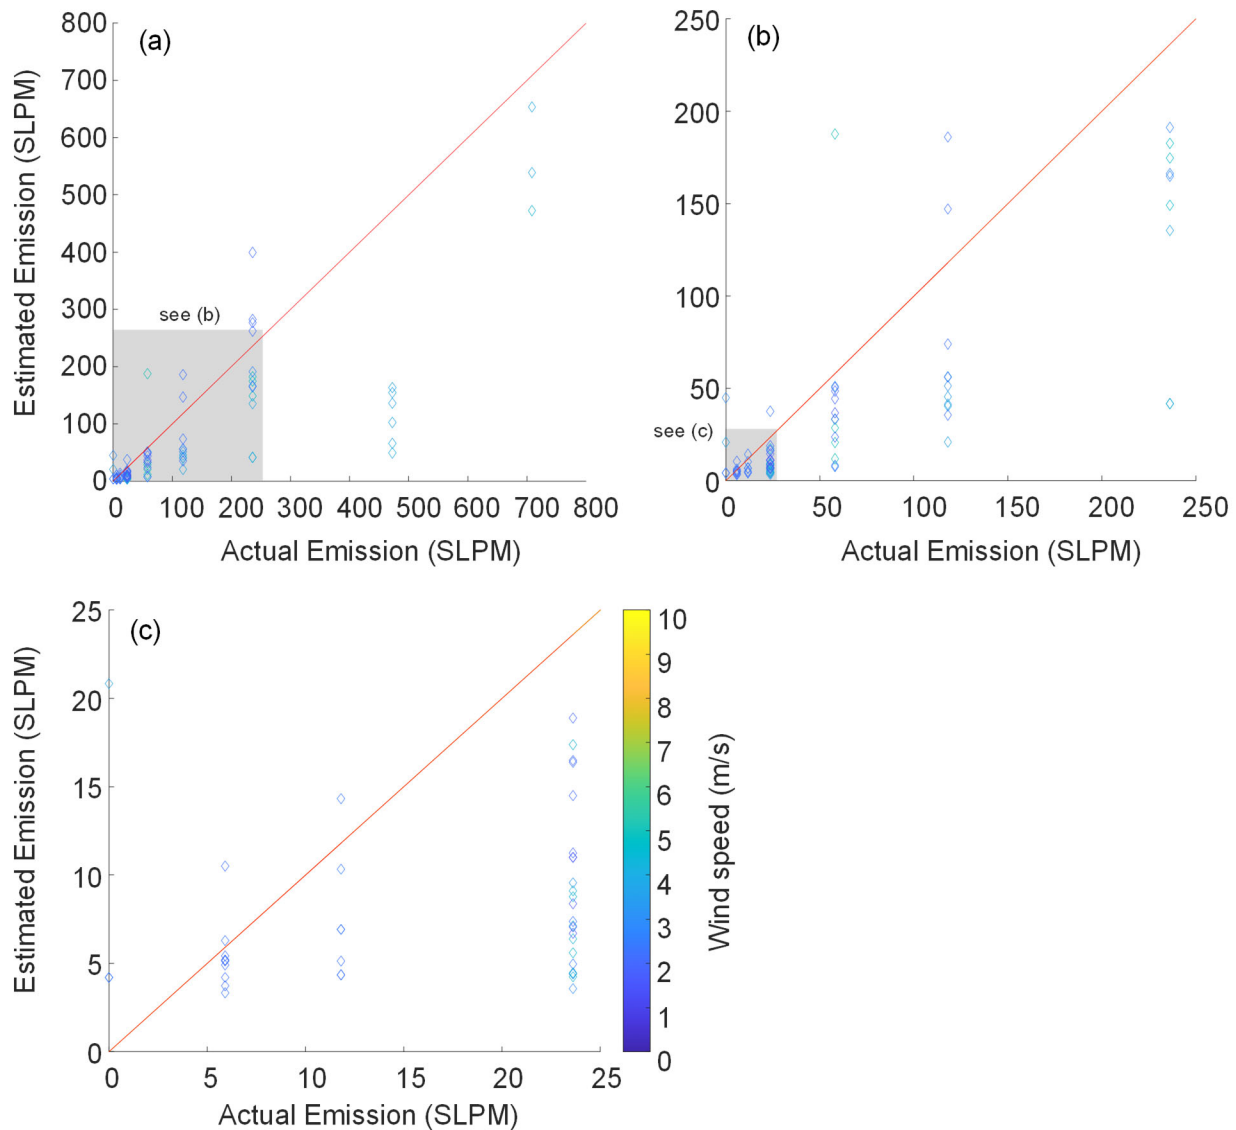 (a)
Estimated Emission (SLPM)
800
700
600
500
400
300
200
100
0
see (b)
0 100 200 300 400 500 600 700 800
Actual Emission (SLPM)
(b)
250
200
150
100
50
0
see (c)
0 50 100 150 200 250
Actual Emission (SLPM)
(c)
Estimated Emission (SLPM)
25
20
15
10
5
0
0 5 10 15 20 25
Actual Emission (SLPM)
10
9
8
7
6
5
4
3
2
1
0
Wind speed (m/s)